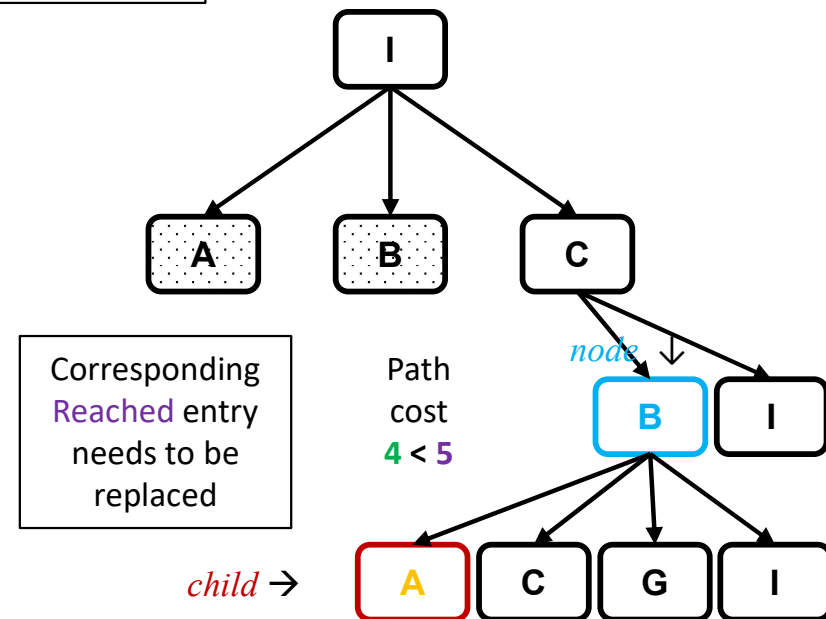 I
A
B
C
Corresponding
Reached entry
needs to be
replaced
Path
cost
4 < 5
node ↓
B
I
child →
A
C
G
I